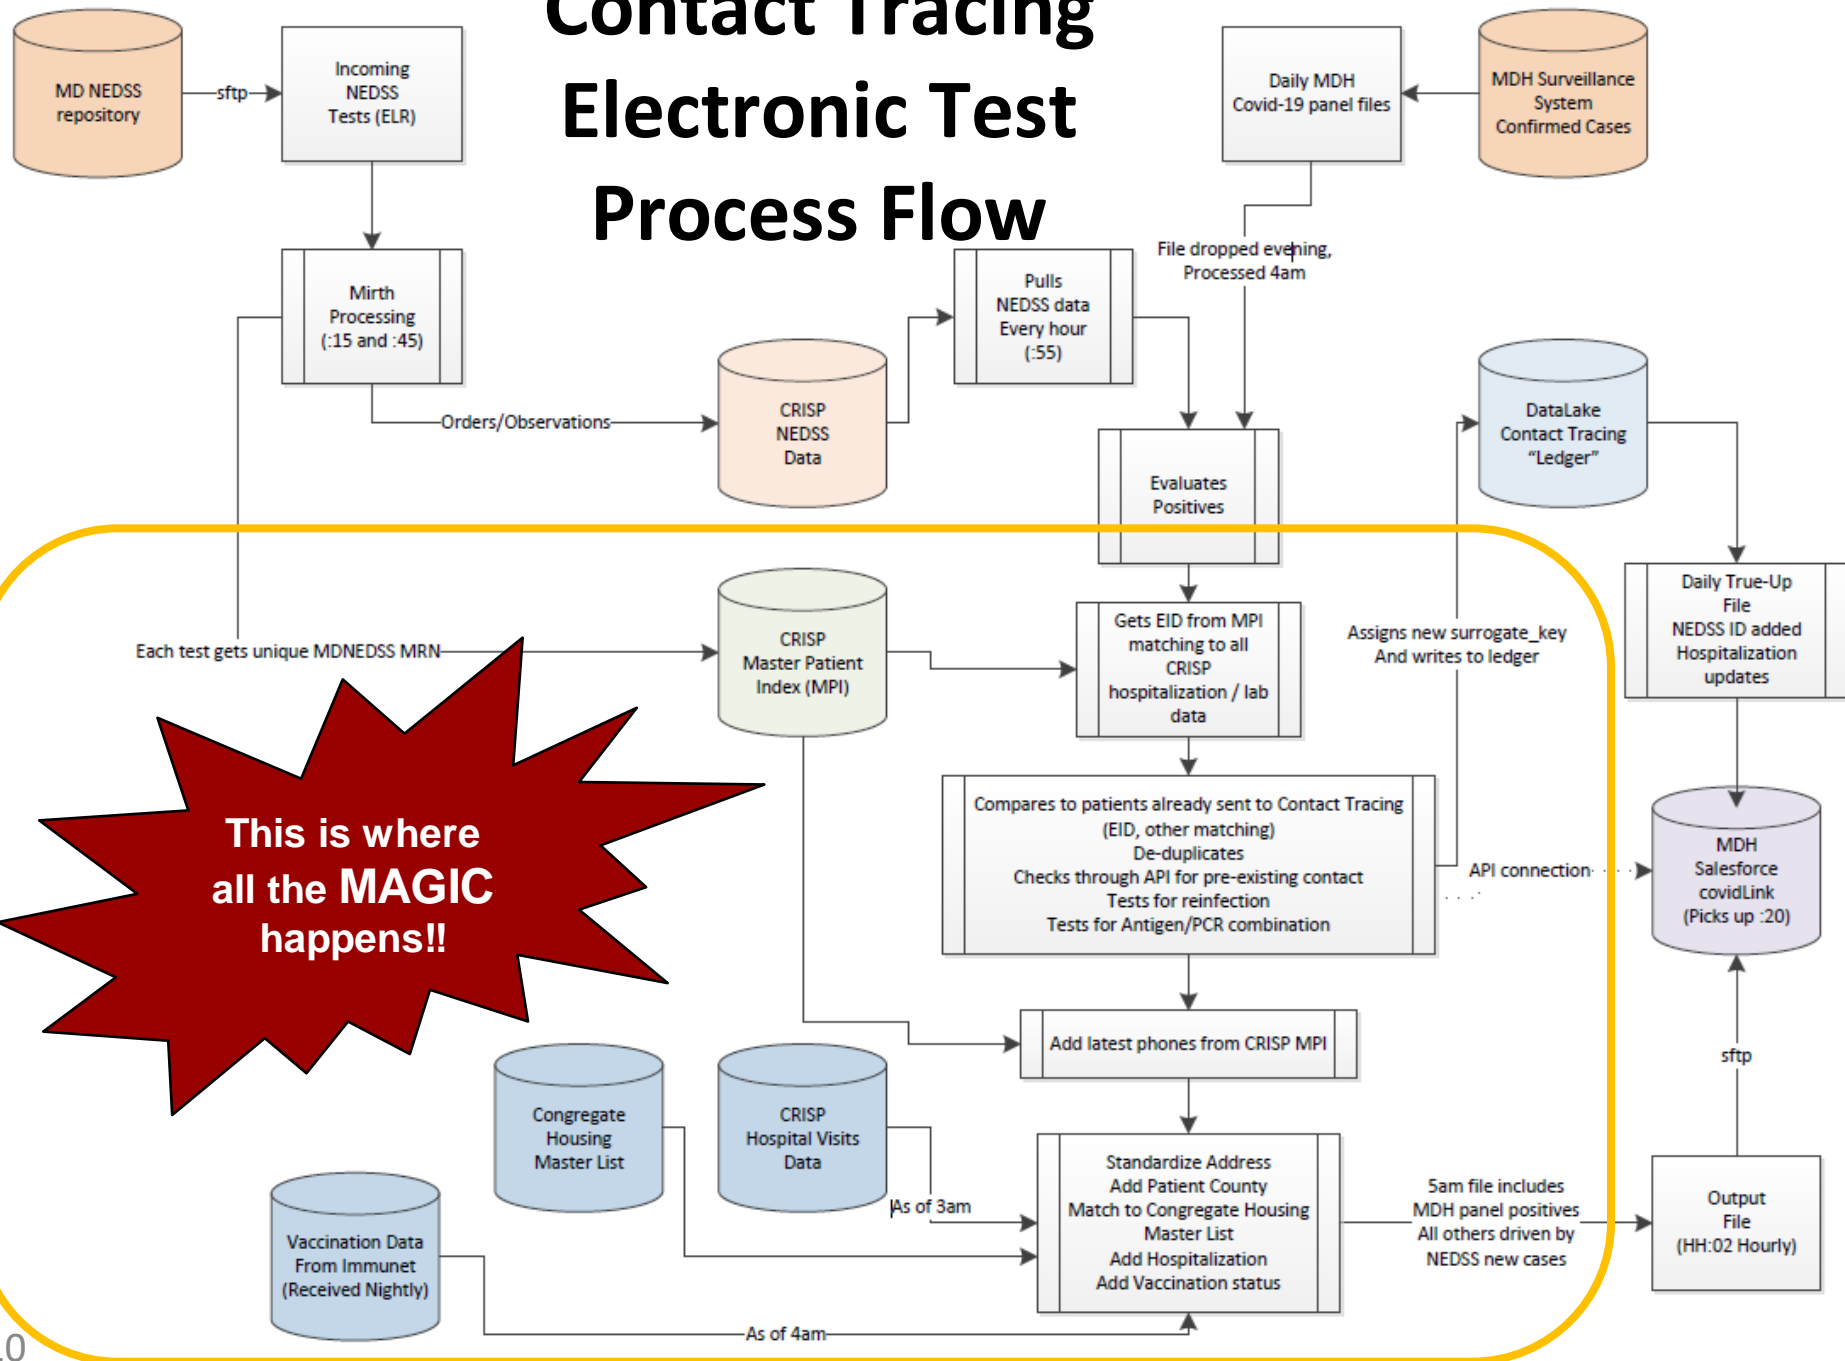 Contact Tracing
Electronic Test
Process Flow
MD NEDSS
repository
sftp
Incoming
NEDSS
Tests (ELR)
Daily MDH
Covid-19 panel files
MDH Surveillance
System
Confirmed Cases
File dropped evening,
Processed 4am
Mirth
Processing
(:15 and :45)
Pulls
NEDSS data
Every hour
(:55)
Orders/Observations
CRISP
NEDSS
Data
DataLake
Contact Tracing
“Ledger”
Evaluates
Positives
Each test gets unique MDNEDSS MRN
CRISP
Master Patient
Index (MPI)
Gets EID from MPI
matching to all
CRISP
hospitalization / lab
data
Assigns new surrogate_key
And writes to ledger
Daily True-Up
File
NEDSS ID added
Hospitalization
updates
This is where
all the MAGIC
happens!!
Compares to patients already sent to Contact Tracing
(EID, other matching)
De-duplicates
Checks through API for pre-existing contact
Tests for reinfection
Tests for Antigen/PCR combination
API connection
MDH
Salesforce
covidLink
(Picks up :20)
Add latest phones from CRISP MPI
sftp
Congregate
Housing
Master List
CRISP
Hospital Visits
Data
As of 3am
Vaccination Data
From Immunet
(Received Nightly)
As of 4am
Standardize Address
Add Patient County
Match to Congregate Housing
Master List
Add Hospitalization
Add Vaccination status
5am file includes
MDH panel positives
All others driven by
NEDSS new cases
Output
File
(HH:02 Hourly)